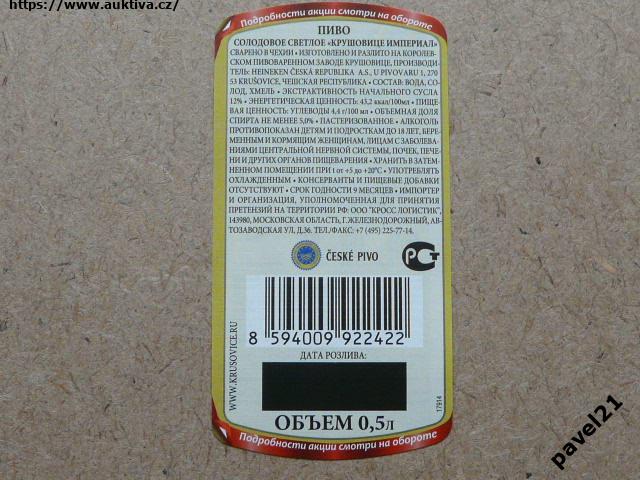 https://www.auktiva.cz/
Подробности акции смотри на обороте
ПИВО
СОЛОДОВОЕ СВЕТЛОЕ «КРУШОВИЦЕ ИМПЕРИАЛ»
СВАРЕНО В ЧЕХИИ • ИЗГОТОВЛЕНО И РАЗЛИТО НА КОРОЛЕВ-
СКОМ ПИВОВАРЕННОМ ЗАВОДЕ КРУШОВИЦЕ, ПРОИЗВОДИ-
ТЕЛЬ: HEINEKEN ČESKÁ REPUBLIKA A.S., U PIVOVARU 1, 270
53 KRUŠOVICE, ЧЕШСКАЯ РЕСПУБЛИКА • СОСТАВ: ВОДА, СО-
ЛОД, ХМЕЛЬ • ЭКСТРАКТИВНОСТЬ НАЧАЛЬНОГО СУСЛА
12% • ЭНЕРГЕТИЧЕСКАЯ ЦЕННОСТЬ: 43,2 ккал/100мл • ПИЩЕ-
ВАЯ ЦЕННОСТЬ: УГЛЕВОДЫ 4,4 г/100 мл • ОБЪЕМНАЯ ДОЛЯ
СПИРТА НЕ МЕНЕЕ 5,0% • ПАСТЕРИЗОВАННОЕ • АЛКОГОЛЬ
ПРОТИВОПОКАЗАН ДЕТЯМ И ПОДРОСТКАМ ДО 18 ЛЕТ, БЕРЕ-
МЕННЫМ И КОРМЯЩИМ ЖЕНЩИНАМ, ЛИЦАМ С ЗАБОЛЕВА-
НИЯМИ ЦЕНТРАЛЬНОЙ НЕРВНОЙ СИСТЕМЫ, ПОЧЕК, ПЕЧЕ-
НИ И ДРУГИХ ОРГАНОВ ПИЩЕВАРЕНИЯ • ХРАНИТЬ В ЗАТЕМ-
НЕННОМ ПОМЕЩЕНИИ ПРИ t от +5 до +20°С • УПОТРЕБЛЯТЬ
ОХЛАЖДЕННЫМ • КОНСЕРВАНТЫ И ПИЩЕВЫЕ ДОБАВКИ
ОТСУТСТВУЮТ • СРОК ГОДНОСТИ 9 МЕСЯЦЕВ • ИМПОРТЕР
И ОРГАНИЗАЦИЯ, УПОЛНОМОЧЕННАЯ ДЛЯ ПРИНЯТИЯ
ПРЕТЕНЗИЙ НА ТЕРРИТОРИИ РФ: ООО "КРОСС ЛОГИСТИК",
143980, МОСКОВСКАЯ ОБЛАСТЬ, Г.ЖЕЛЕЗНОДОРОЖНЫЙ, АВ-
ТОЗАВОДСКАЯ УЛ, Д.36. ТЕЛ./ФАКС: +7 (495) 225-77-14.
ČESKÉ PIVO
РСТ
8 594009 922422
ДАТА РОЗЛИВА:
WWW.KRUSOVICE.RU
17914
ОБЪЕМ 0,5л
Подробности акции смотри на обороте
pavel21